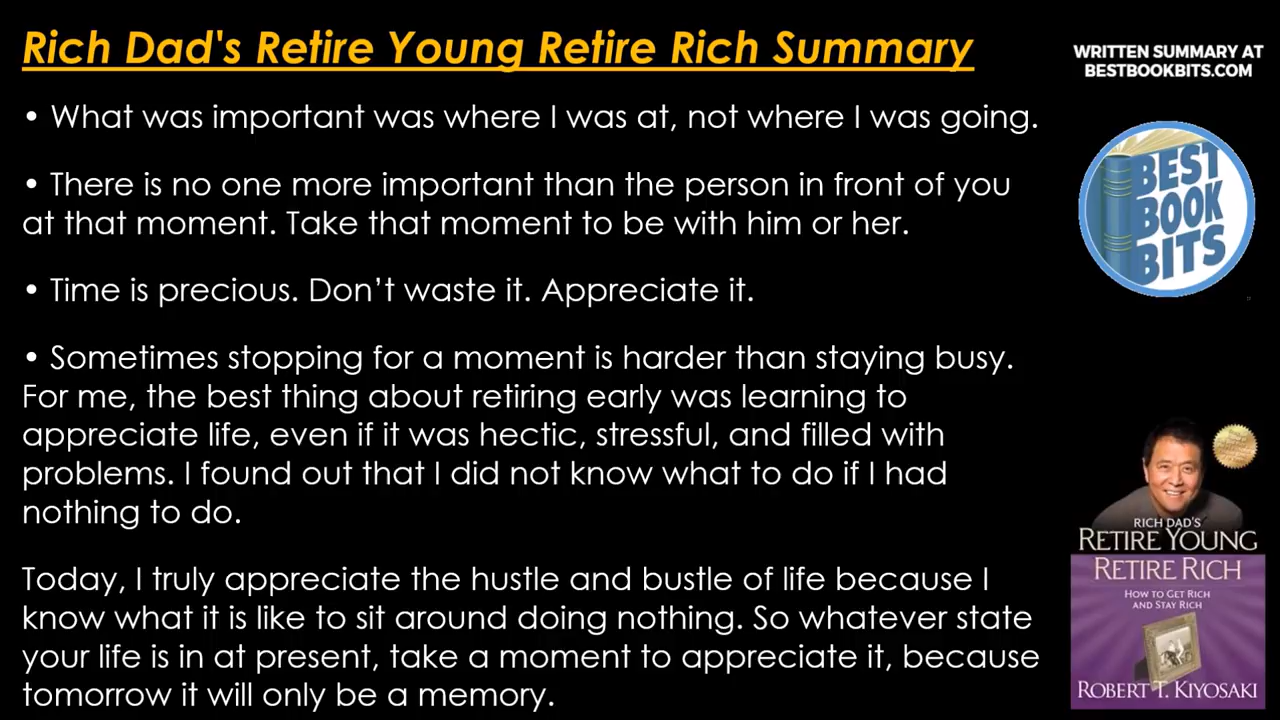 Rich Dad's Retire Young Retire Rich Summary
WRITTEN SUMMARY AT
BESTBOOKBITS.COM
• What was important was where I was at, not where I was going.
• There is no one more important than the person in front of you
at that moment. Take that moment to be with him or her.
• Time is precious. Don’t waste it. Appreciate it.
• Sometimes stopping for a moment is harder than staying busy.
For me, the best thing about retiring early was learning to
appreciate life, even if it was hectic, stressful, and filled with
problems. I found out that I did not know what to do if I had
nothing to do.
Today, I truly appreciate the hustle and bustle of life because I
know what it is like to sit around doing nothing. So whatever state
your life is in at present, take a moment to appreciate it, because
tomorrow it will only be a memory.
BEST
BOOK
BITS
RICH DAD'S
RETIRE YOUNG
RETIRE RICH
HOW TO GET RICH
AND STAY RICH
ROBERT T. KIYOSAKI